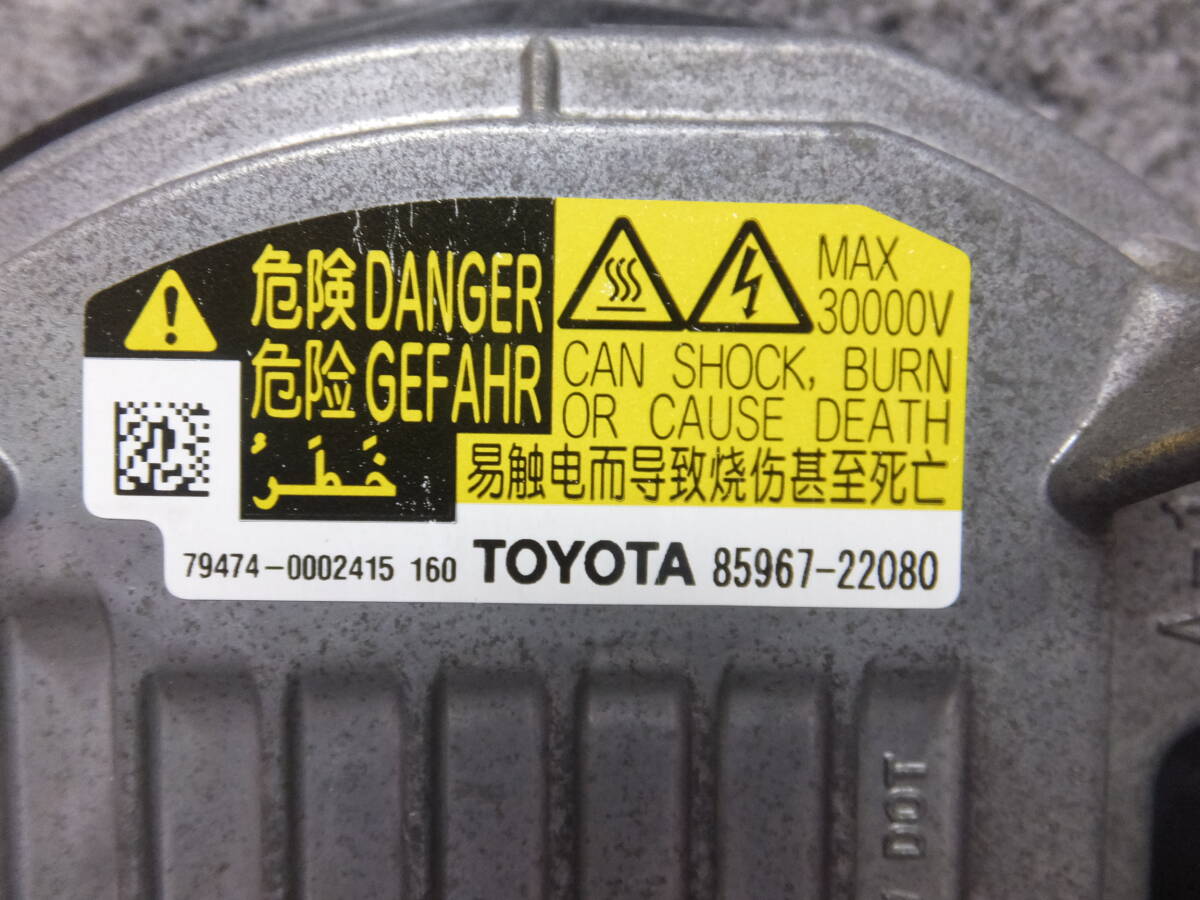 危険 DANGER
危险 GEFAHR
خَطَرُ
MAX
30000V
CAN SHOCK, BURN
OR CAUSE DEATH
易触电而导致烧伤甚至死亡
79474-0002415 160 TOYOTA 85967-22080
DOT